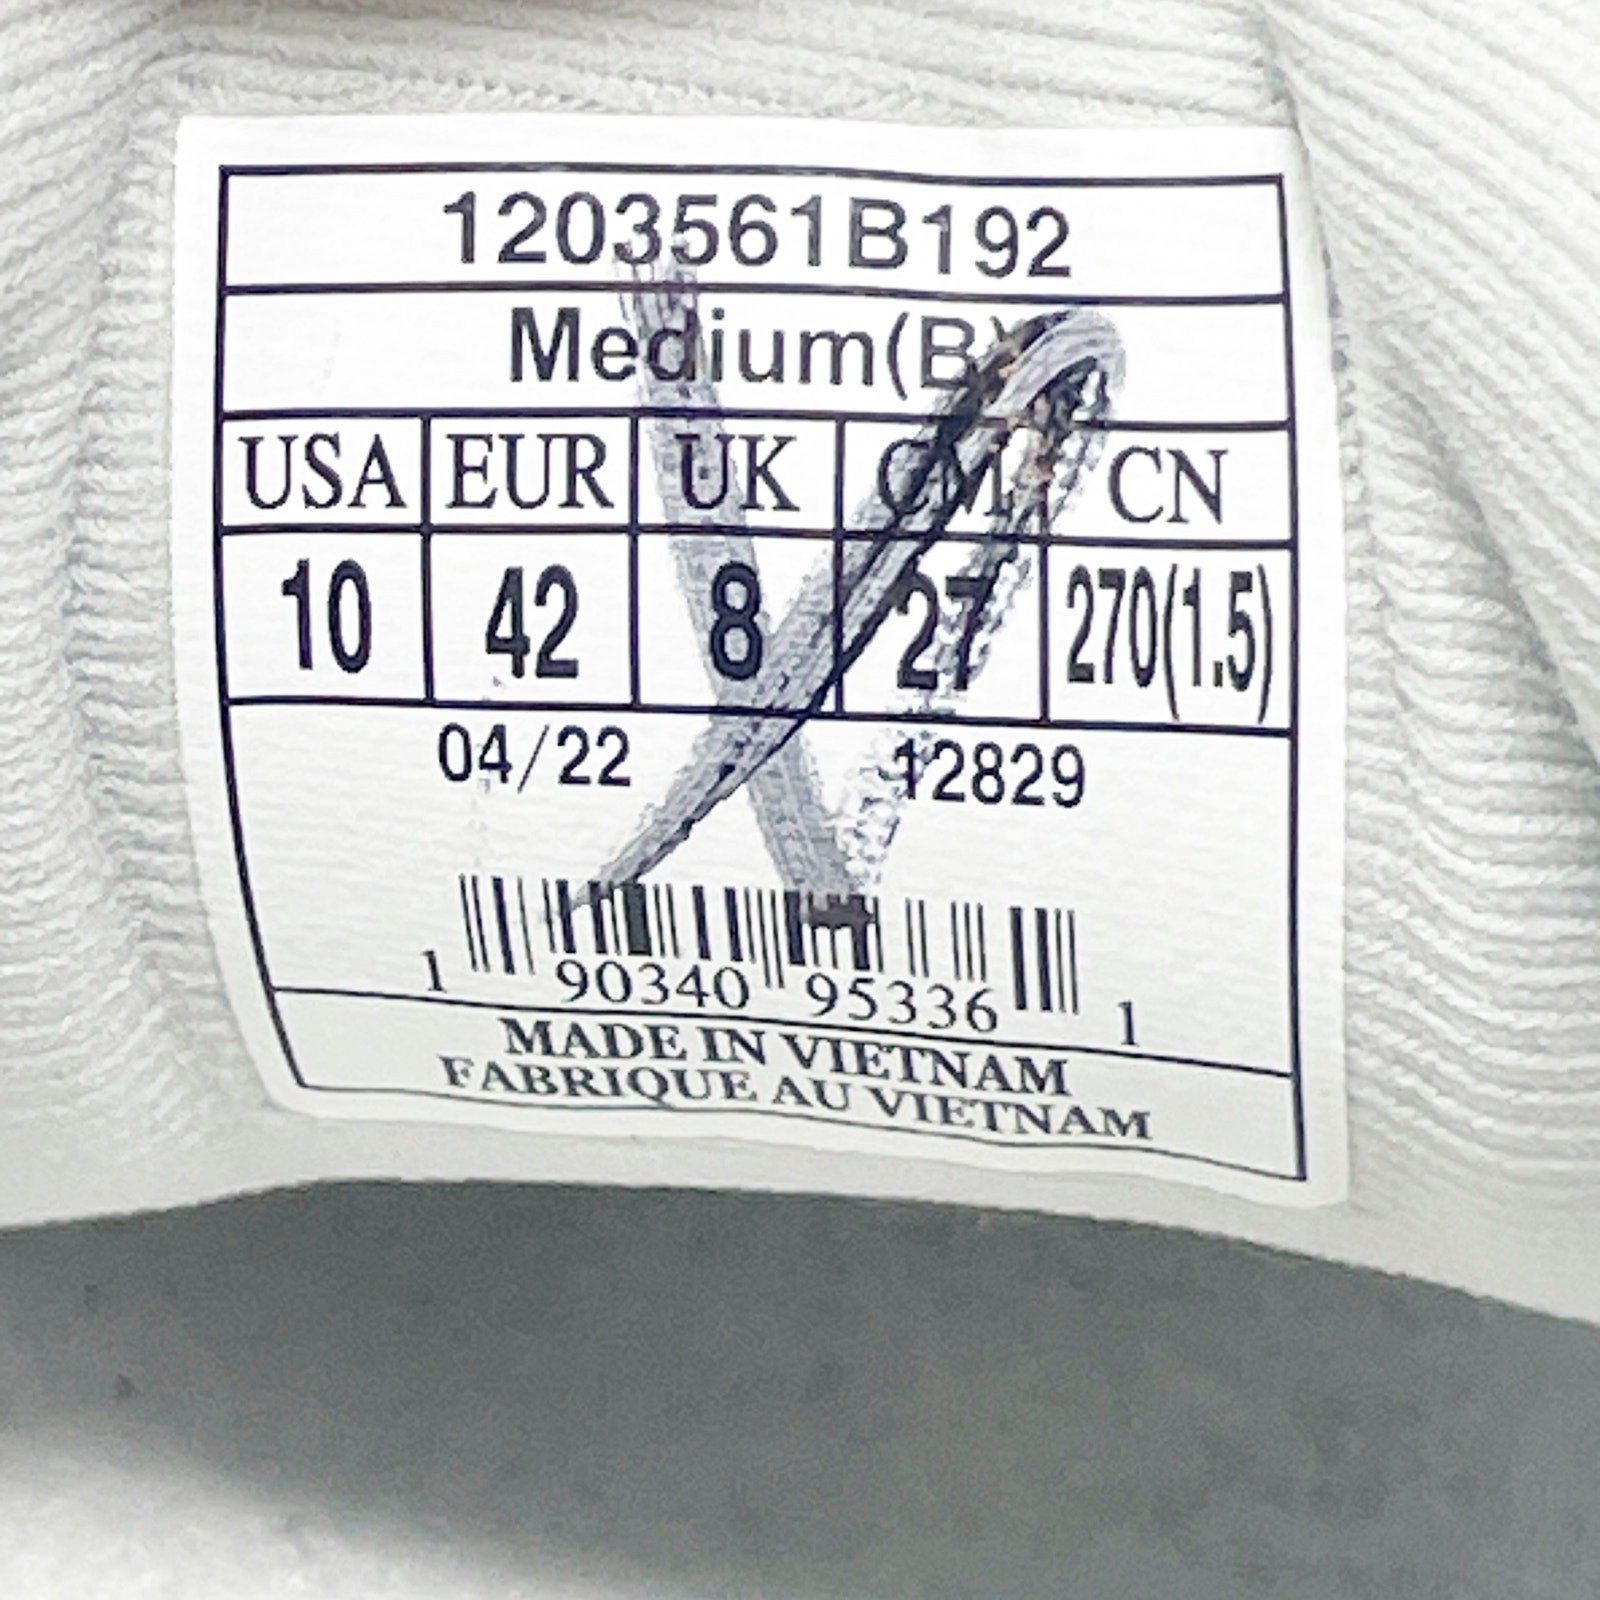 1203561B192
Medium(B)
USA EUR UK CM CN
10 42 8 27 270(1.5)
04/22 12829
1 90340 95336 1
MADE IN VIETNAM
FABRIQUE AU VIETNAM